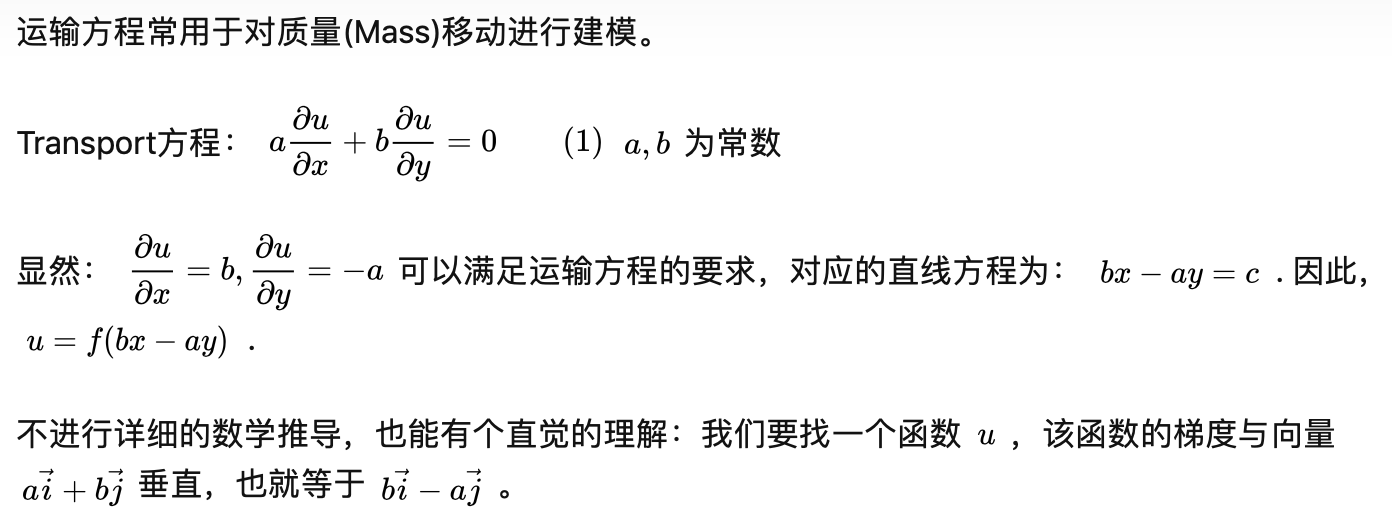 运输方程常用于对质量(Mass)移动进行建模。
Transport方程： $a\frac{\partial u}{\partial x}+b\frac{\partial u}{\partial y}=0 \quad (1)$ $a,b$ 为常数
显然： $\frac{\partial u}{\partial x}=b,\frac{\partial u}{\partial y}=-a$ 可以满足运输方程的要求，对应的直线方程为： $bx-ay=c$ .因此，
$u=f(bx-ay)$ .
不进行详细的数学推导，也能有个直觉的理解：我们要找一个函数 $u$ ，该函数的梯度与向量
$a\vec{i}+b\vec{j}$ 垂直，也就等于 $b\vec{i}-a\vec{j}$ 。